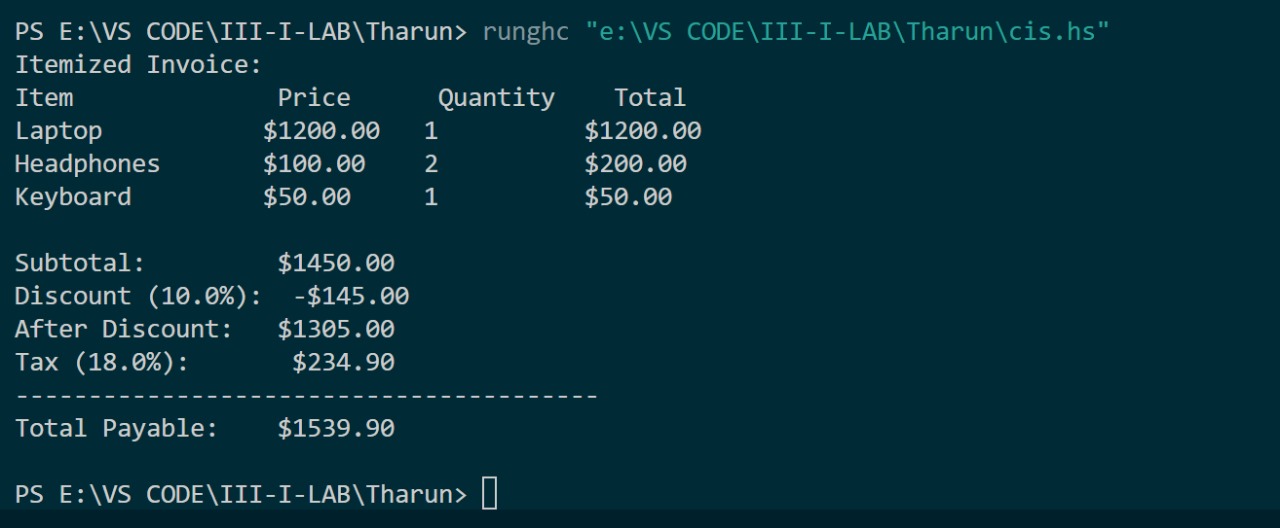 PS E:\VS CODE\III-I-LAB\Tharun> runghc "e:\VS CODE\III-I-LAB\Tharun\cis.hs"
Itemized Invoice:
Item              Price      Quantity    Total
Laptop           $1200.00   1          $1200.00
Headphones       $100.00    2          $200.00
Keyboard         $50.00     1          $50.00

Subtotal:         $1450.00
Discount (10.0%):  -$145.00
After Discount:   $1305.00
Tax (18.0%):       $234.90
----------------------------------------
Total Payable:    $1539.90

PS E:\VS CODE\III-I-LAB\Tharun>